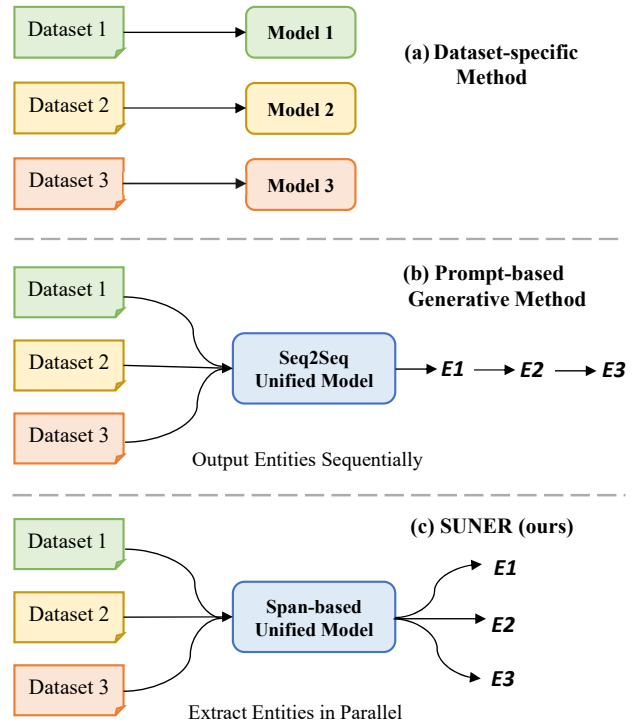 Dataset 1
Model 1
(a) Dataset-specific
Method
Dataset 2
Model 2
Dataset 3
Model 3
(b) Prompt-based
Generative Method
Dataset 1
Dataset 2
Seq2Seq
Unified Model
E1
E2
E3
Dataset 3
Output Entities Sequentially
(c) SUNER (ours)
Dataset 1
E1
Dataset 2
Span-based
Unified Model
E2
Dataset 3
E3
Extract Entities in Parallel